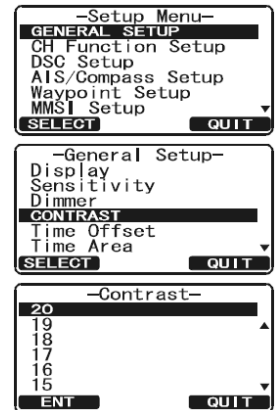 —Setup Menu—
GENERAL SETUP
CH Function Setup
DSC Setup
AIS/Compass Setup
Waypoint Setup
MMSI Setup
SELECT QUIT
—General Setup—
Display
Sensitivity
Dimmer
CONTRAST
Time Offset
Time Area
SELECT QUIT
—Contrast—
20
19
18
17
16
15
ENT QUIT